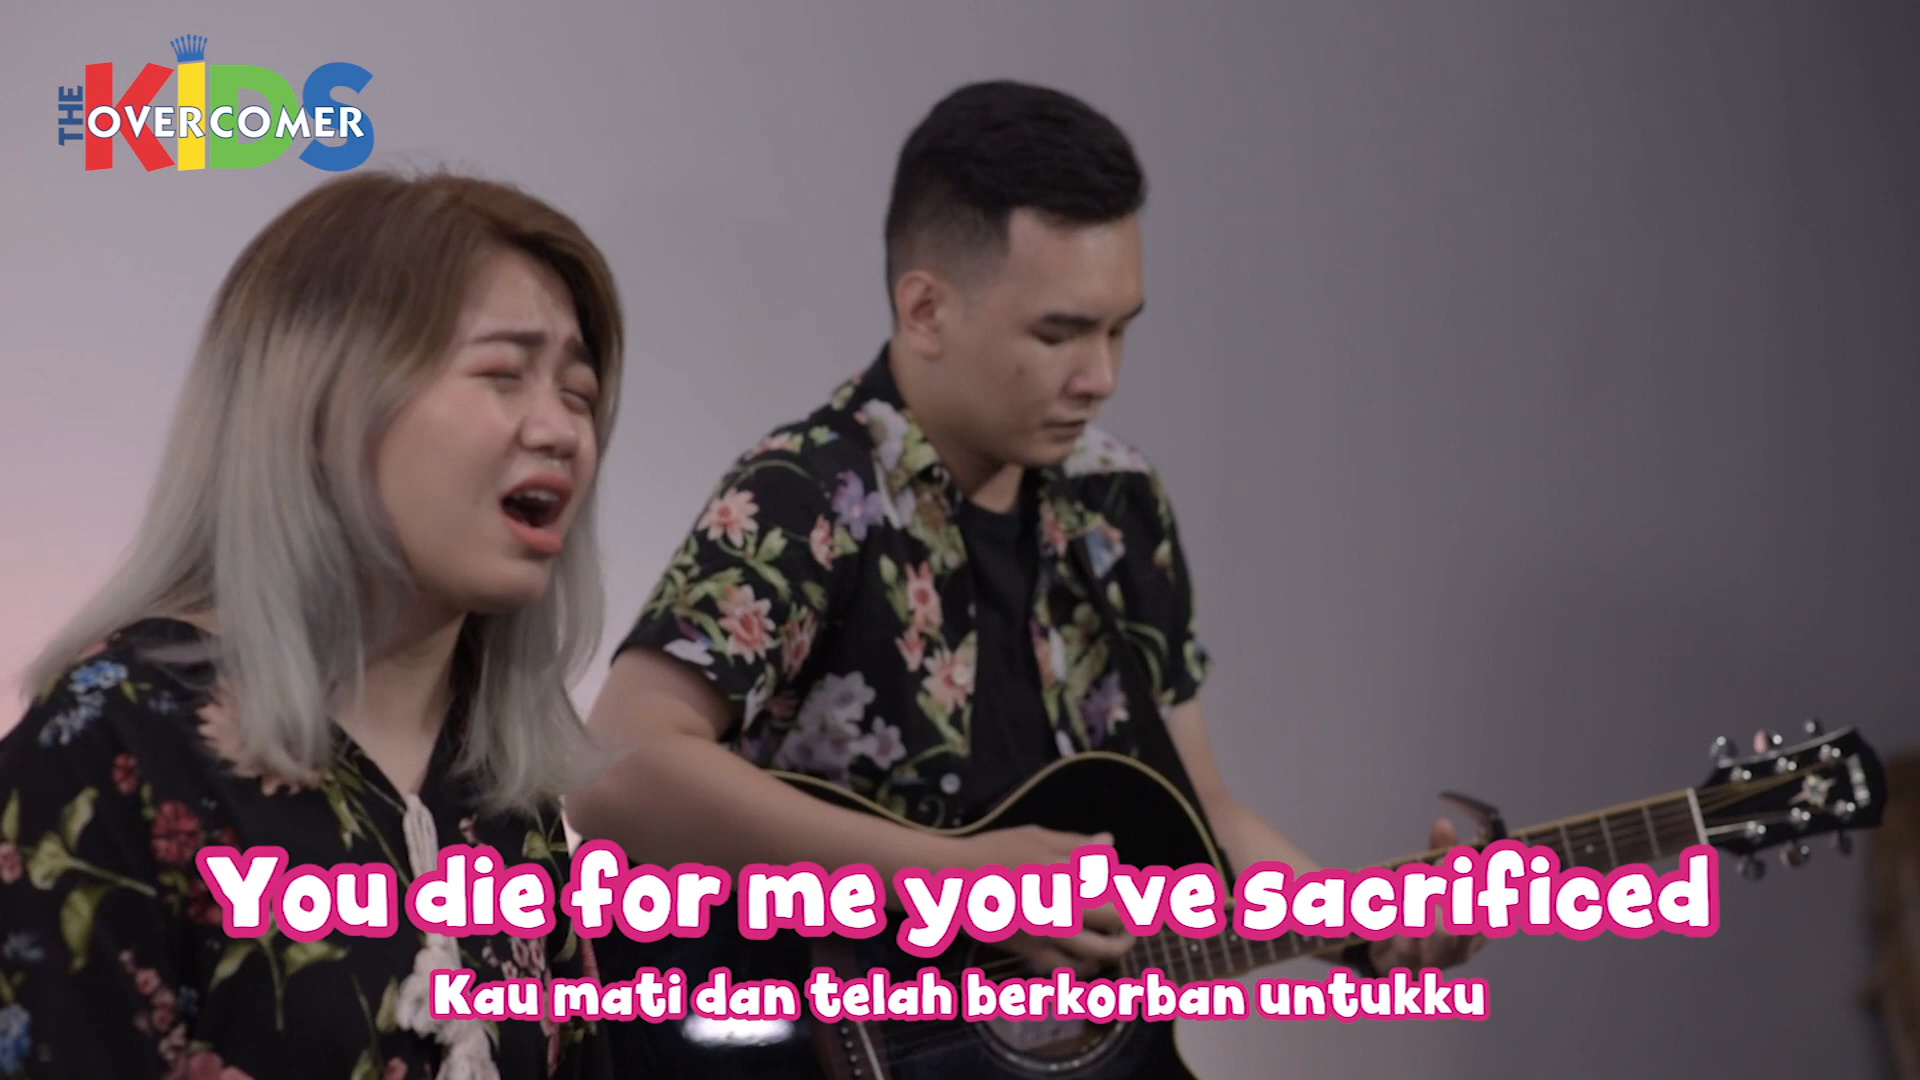 THE KIDS
OVERCOMER
You die for me you've sacrificed
Kau mati dan telah berkorban untukku